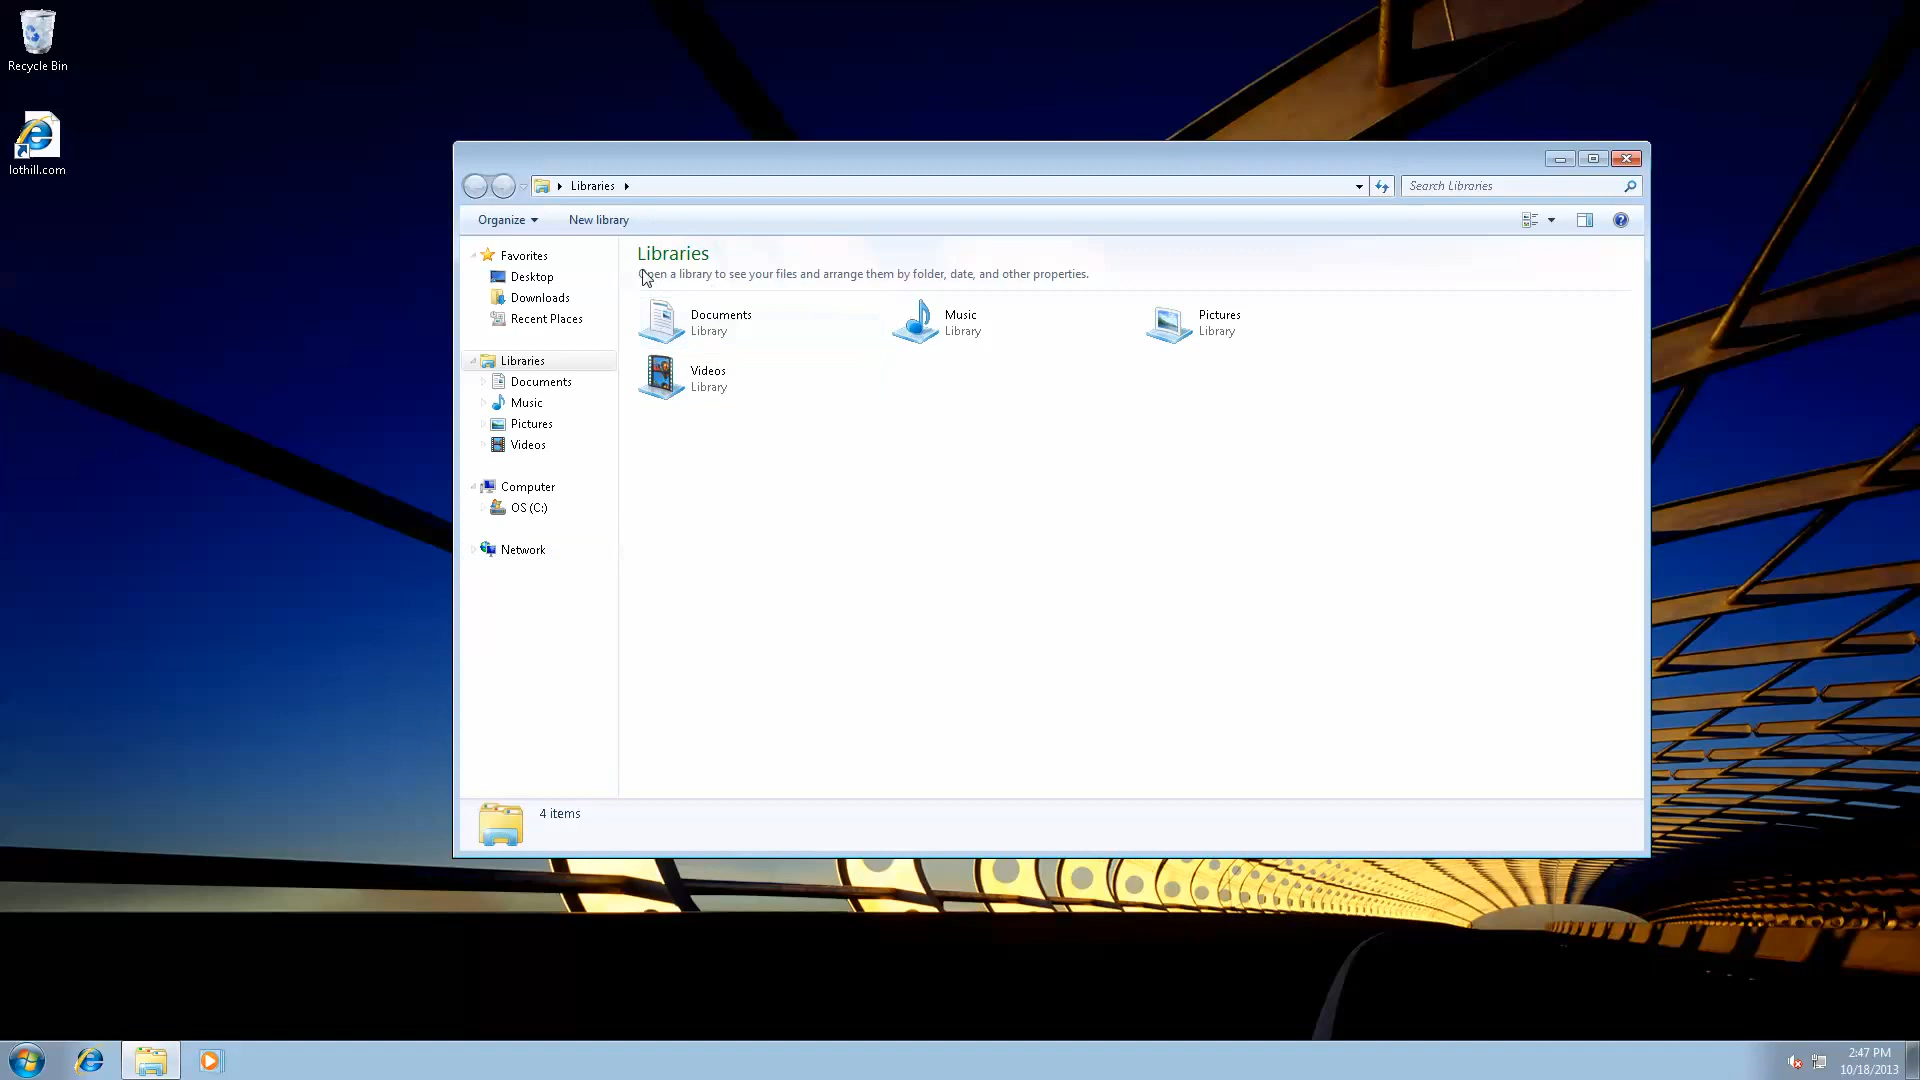 Recycle Bin
lothill.com
Libraries
Search Libraries
Organize
New library
Favorites
Desktop
Downloads
Recent Places
Libraries
Documents
Music
Pictures
Videos
Computer
OS (C:)
Network
Libraries
Open a library to see your files and arrange them by folder, date, and other properties.
Documents
Library
Music
Library
Pictures
Library
Videos
Library
4 items
2:47 PM
10/18/2013